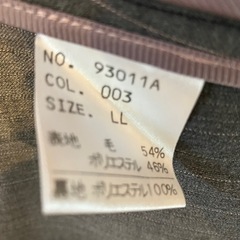 NO. 93011A
COL. 003
SIZE. LL
表地 毛 54%
ポリエステル 46%
裏地 ポリエステル100%